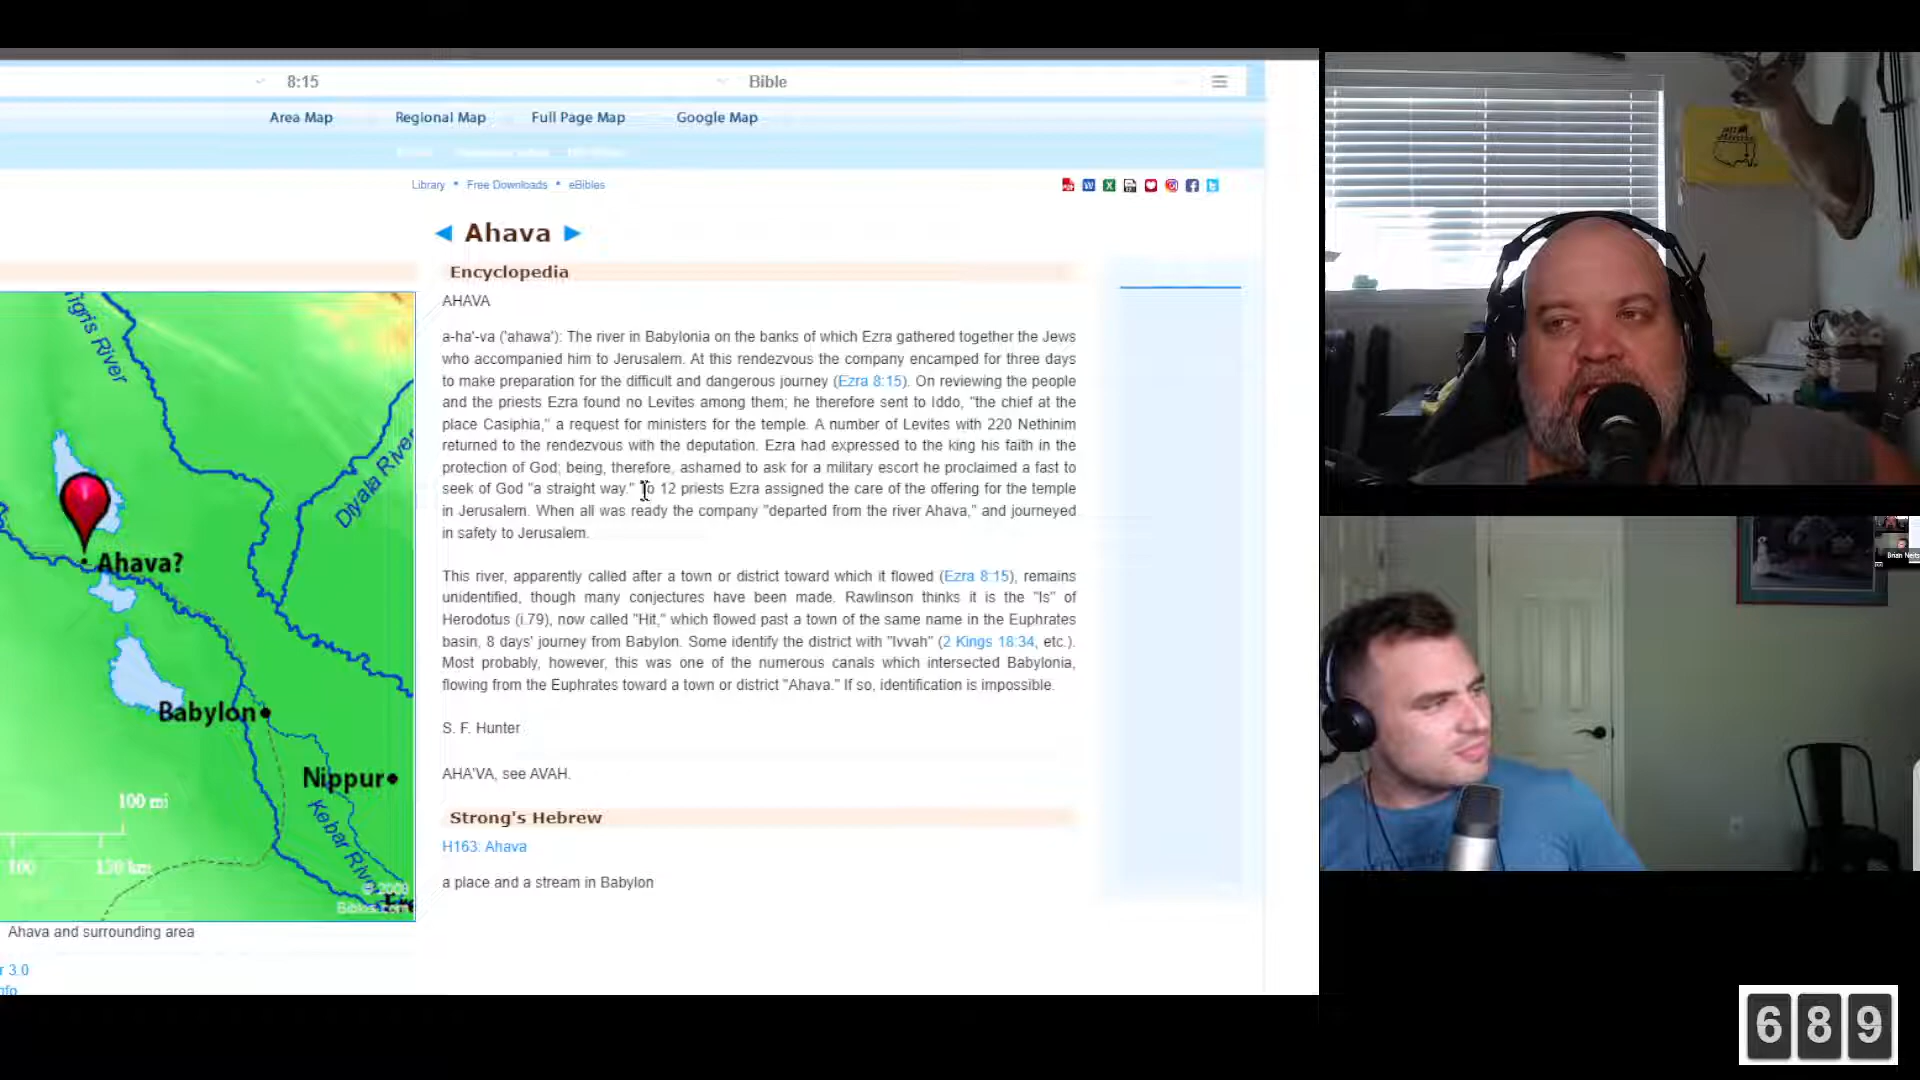 8:15
Bible
Area Map
Regional Map
Full Page Map
Google Map
Library • Free Downloads • eBibles
Ahava
Encyclopedia
AHAVA
a-ha'-va ('ahawa'): The river in Babylonia on the banks of which Ezra gathered together the Jews
who accompanied him to Jerusalem. At this rendezvous the company encamped for three days
to make preparation for the difficult and dangerous journey (Ezra 8:15). On reviewing the people
and the priests Ezra found no Levites among them; he therefore sent to Iddo, "the chief at the
place Casiphia," a request for ministers for the temple. A number of Levites with 220 Nethinim
returned to the rendezvous with the deputation. Ezra had expressed to the king his faith in the
protection of God; being, therefore, ashamed to ask for a military escort he proclaimed a fast to
seek of God "a straight way." To 12 priests Ezra assigned the care of the offering for the temple
in Jerusalem. When all was ready the company "departed from the river Ahava," and journeyed
in safety to Jerusalem.
This river, apparently called after a town or district toward which it flowed (Ezra 8:15), remains
unidentified, though many conjectures have been made. Rawlinson thinks it is the "Is" of
Herodotus (i.79), now called "Hit," which flowed past a town of the same name in the Euphrates
basin, 8 days' journey from Babylon. Some identify the district with "Ivvah" (2 Kings 18:34, etc.).
Most probably, however, this was one of the numerous canals which intersected Babylonia,
flowing from the Euphrates toward a town or district "Ahava." If so, identification is impossible.
S. F. Hunter
AHA'VA, see AVAH.
Strong's Hebrew
H163: Ahava
a place and a stream in Babylon
igris River
Diyala River
Ahava?
Babylon
Nippur
Kebar River
100 mi
100
150 km
Ahava and surrounding area
r 3.0
nfo
689